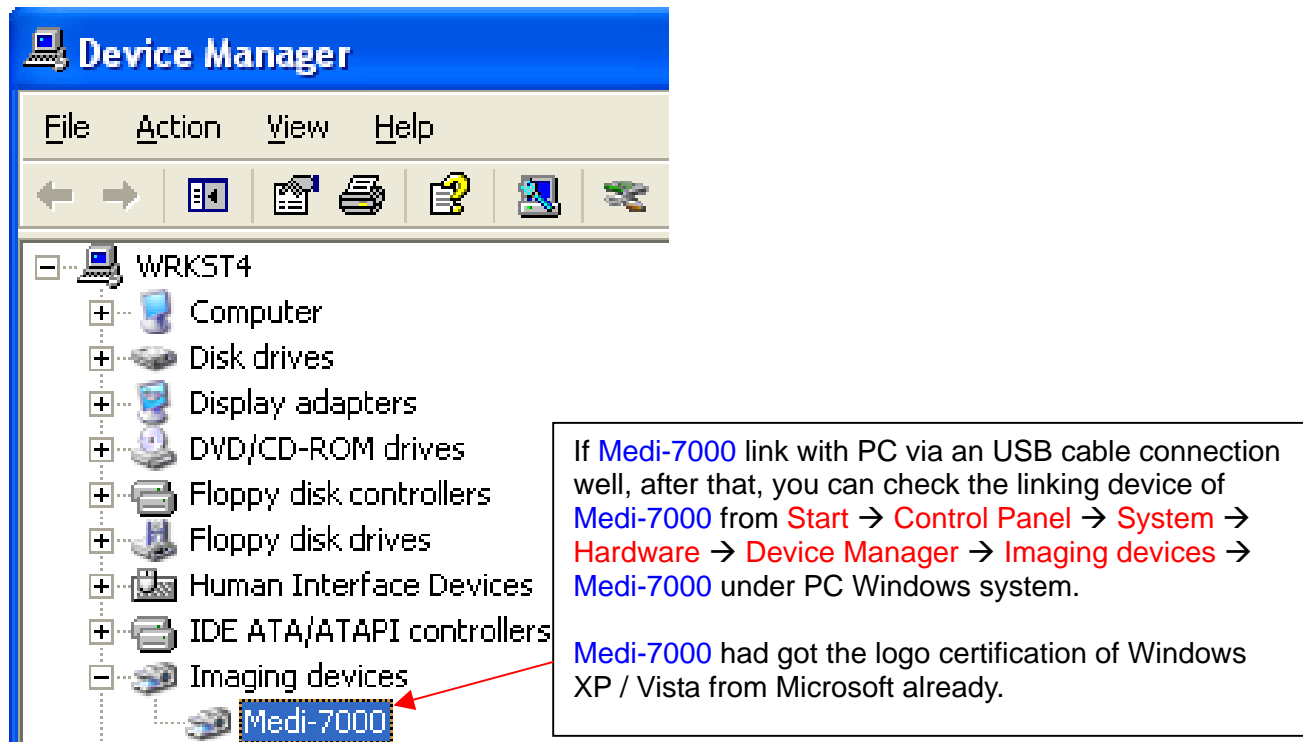 Device Manager
File Action View Help
WRKST4
Computer
Disk drives
Display adapters
DVD/CD-ROM drives
Floppy disk controllers
Floppy disk drives
Human Interface Devices
IDE ATA/ATAPI controllers
Imaging devices
Medi-7000
If Medi-7000 link with PC via an USB cable connection
well, after that, you can check the linking device of
Medi-7000 from Start → Control Panel → System →
Hardware → Device Manager → Imaging devices →
Medi-7000 under PC Windows system.
Medi-7000 had got the logo certification of Windows
XP / Vista from Microsoft already.